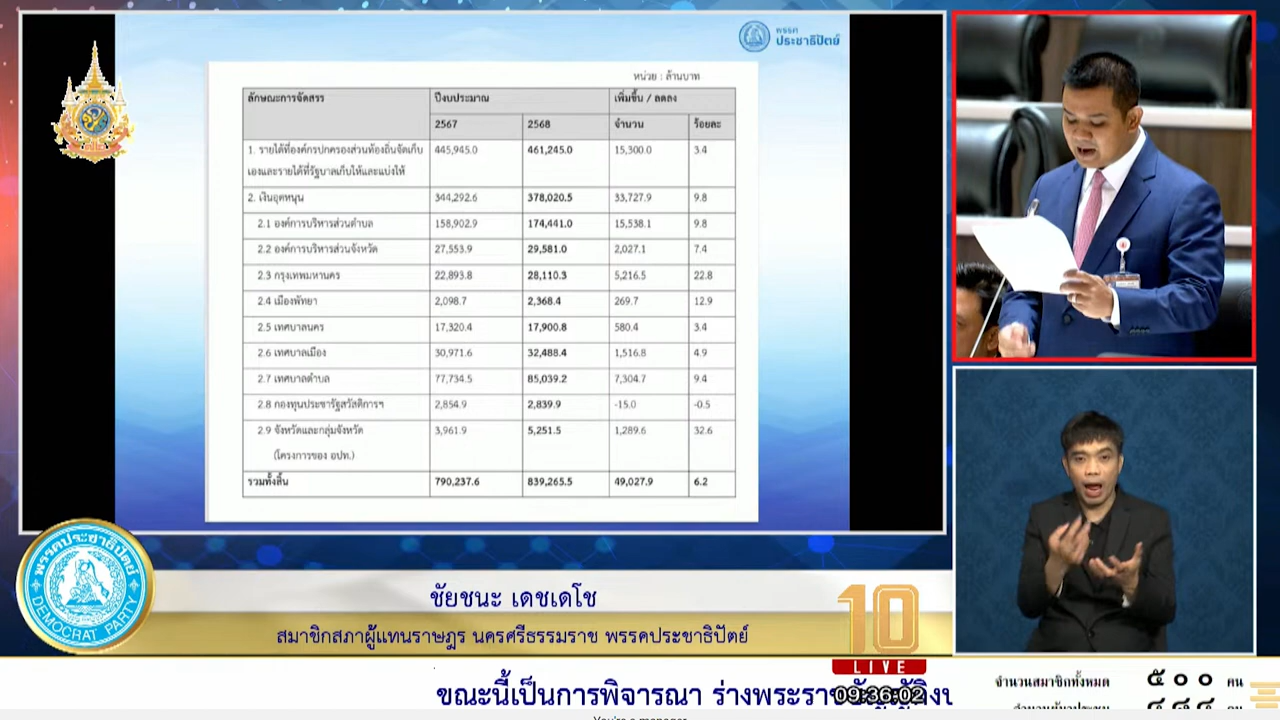 พรรค
ประชาธิปัตย์
หน่วย : ล้านบาท
ลักษณะการจัดสรร ปีงบประมาณ เพิ่มขึ้น / ลดลง
2567 2568 จำนวน ร้อยละ
1. รายได้ที่องค์กรปกครองส่วนท้องถิ่นจัดเก็บ 445,945.0 461,245.0 15,300.0 3.4
เองและรายได้ที่รัฐบาลเก็บให้และแบ่งให้
2. เงินอุดหนุน 344,292.6 378,020.5 33,727.9 9.8
2.1 องค์การบริหารส่วนตำบล 158,902.9 174,441.0 15,538.1 9.8
2.2 องค์การบริหารส่วนจังหวัด 27,553.9 29,581.0 2,027.1 7.4
2.3 กรุงเทพมหานคร 22,893.8 28,110.3 5,216.5 22.8
2.4 เมืองพัทยา 2,098.7 2,368.4 269.7 12.9
2.5 เทศบาลนคร 17,320.4 17,900.8 580.4 3.4
2.6 เทศบาลเมือง 30,971.6 32,488.4 1,516.8 4.9
2.7 เทศบาลตำบล 77,734.5 85,039.2 7,304.7 9.4
2.8 กองทุนประชารัฐสวัสดิการฯ 2,854.9 2,839.9 -15.0 -0.5
2.9 จังหวัดและกลุ่มจังหวัด 3,961.9 5,251.5 1,289.6 32.6
(โครงการของ อปท.)
รวมทั้งสิ้น 790,237.6 839,265.5 49,027.9 6.2
พรรคประชาธิปัตย์
DEMOCRAT PARTY
ชัยชนะ เดชเดโช
สมาชิกสภาผู้แทนราษฎร นครศรีธรรมราช พรรคประชาธิปัตย์
10
LIVE
09:36:02
ขณะนี้เป็นการพิจารณา ร่างพระราช
จำนวนสมาชิกทั้งหมด ๕๐๐ คน
You're a manager